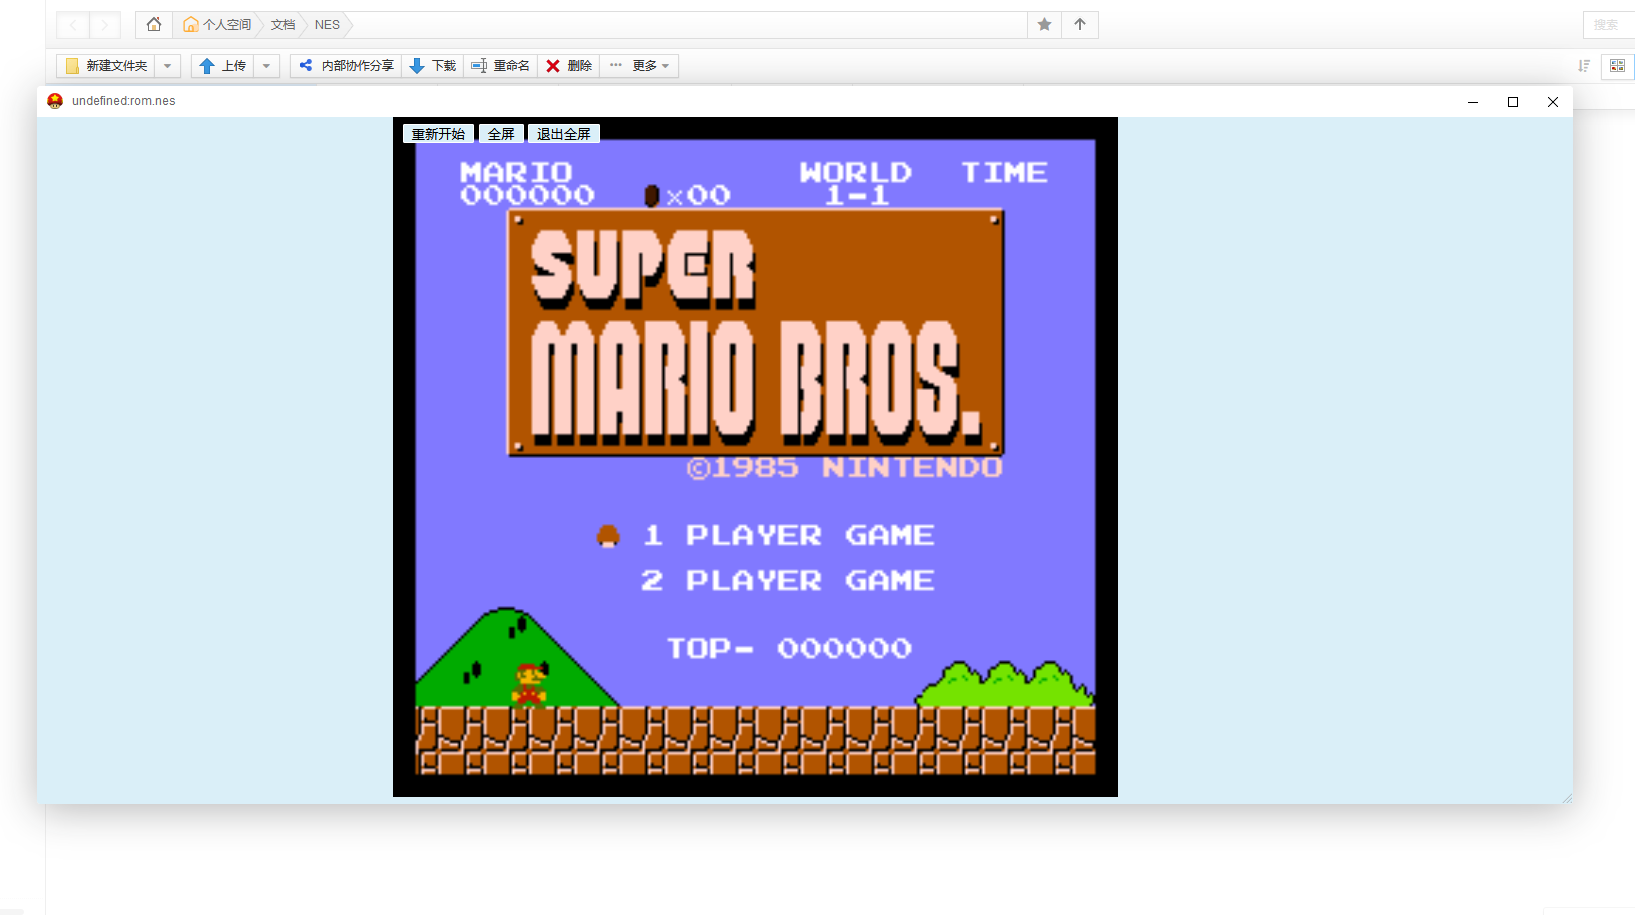 个人空间 文档 NES
搜索
新建文件夹 上传 内部协作分享 下载 重命名 删除 更多
undefined:rom.nes
重新开始 全屏 退出全屏
MARIO WORLD TIME
000000 ×00 1-1
SUPER
MARIO BROS.
©1985 NINTENDO
1 PLAYER GAME
2 PLAYER GAME
TOP- 000000